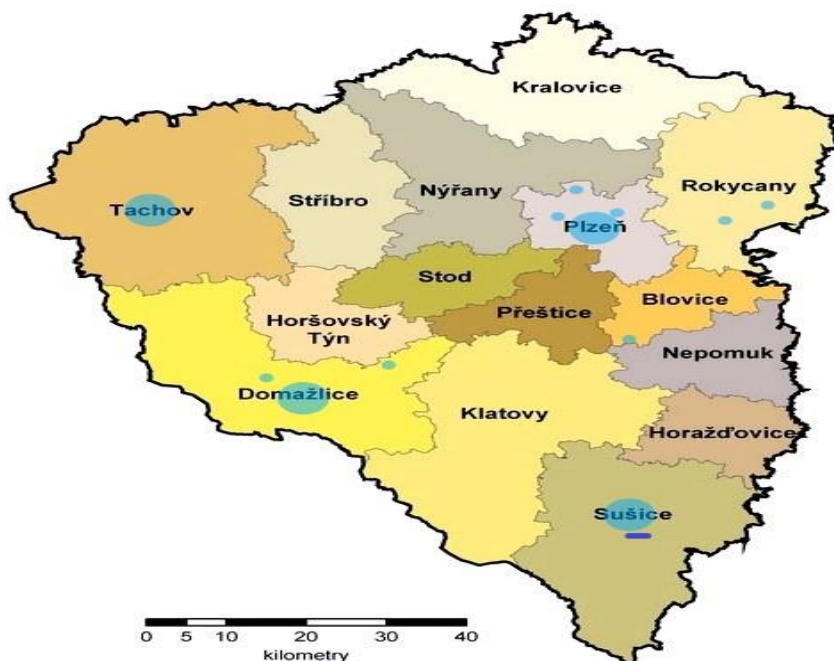 Kralovice
Rokycany
Nýřany
Stříbro
Tachov
Plzeň
Stod
Blovice
Přeštice
Horšovský
Týn
Nepomuk
Domažlice
Klatovy
Horažďovice
Sušice
0 5 10 20 30 40
kilometry